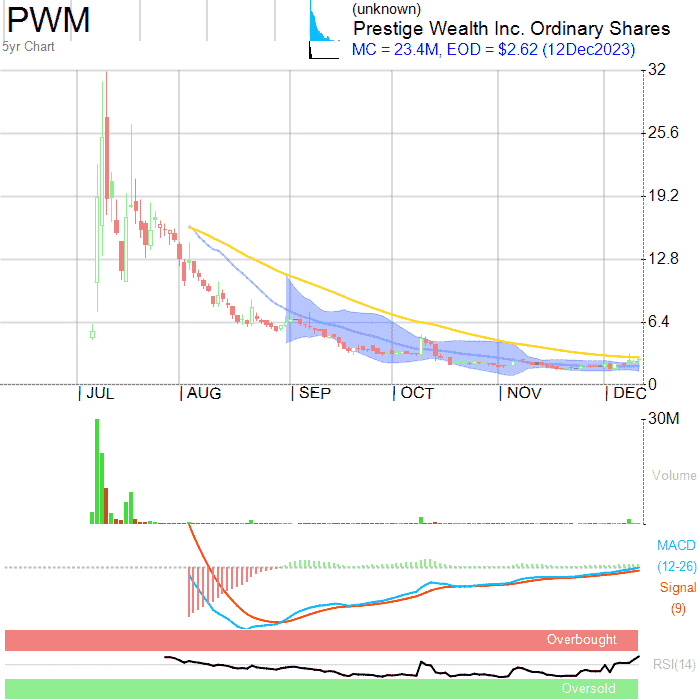 PWM
5yr Chart
(unknown)
Prestige Wealth Inc. Ordinary Shares
MC = 23.4M, EOD = $2.62 (12Dec2023)
32
25.6
19.2
12.8
6.4
0
JUL AUG SEP OCT NOV DEC
30M
Volume
MACD
(12-26)
Signal
(9)
Overbought
RSI(14)
Oversold